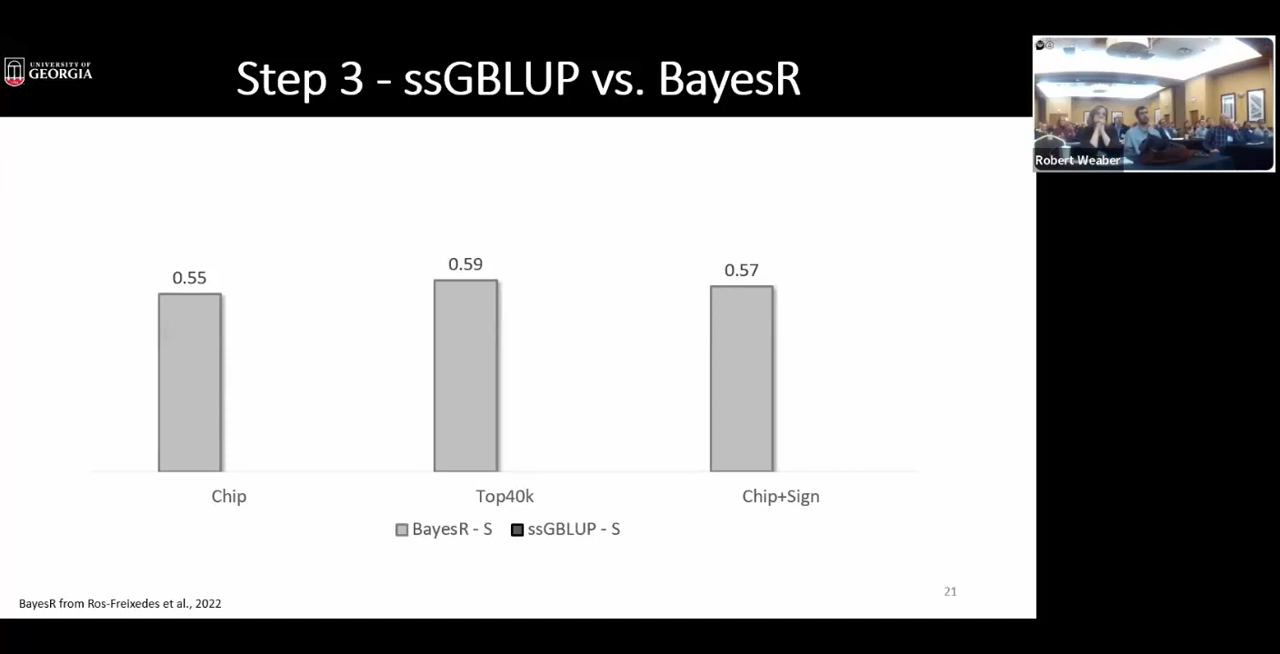 UNIVERSITY OF
GEORGIA
Step 3 - ssGBLUP vs. BayesR
Robert Weaber
0.55
0.59
0.57
Chip
Top40k
Chip+Sign
BayesR - S
ssGBLUP - S
21
BayesR from Ros-Freixedes et al., 2022